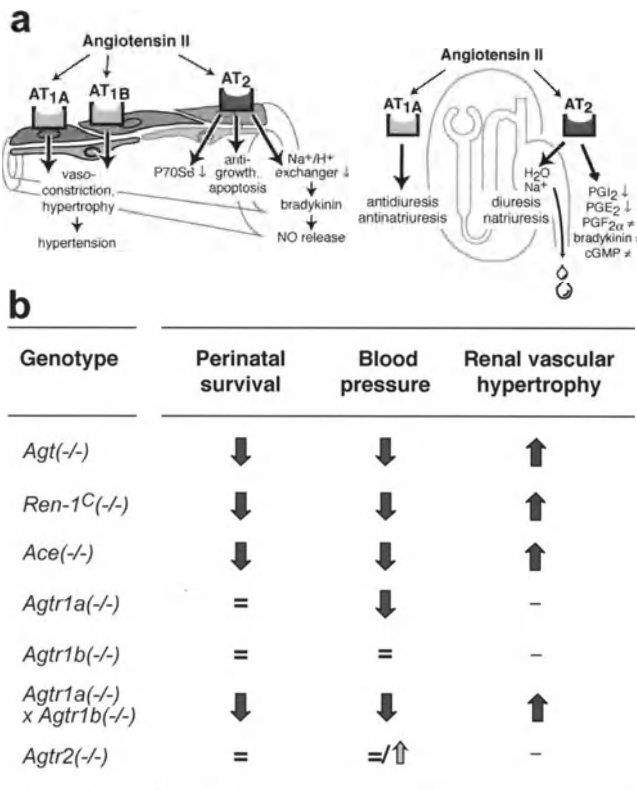 a
Angiotensin II
AT1A
AT1B
AT2
vaso-
constriction,
hypertrophy
hypertension
P70S6 ↓
anti-
growth,
apoptosis
Na+/H+
exchanger ↓
bradykinin
NO release
Angiotensin II
AT1A
AT2
antidiuresis
antinatriuresis
H2O
Na+
diuresis
natriuresis
PGI2 ↓
PGE2 ↓
PGF2α ≠
bradykinin ≠
cGMP ≠
b
Genotype Perinatal survival Blood pressure Renal vascular hypertrophy
Agt(-/-) ↓ ↓ ↑
Ren-1C(-/-) ↓ ↓ ↑
Ace(-/-) ↓ ↓ ↑
Agtr1a(-/-) = ↓ –
Agtr1b(-/-) = = –
Agtr1a(-/-)
x Agtr1b(-/-) ↓ ↓ ↑
Agtr2(-/-) = =/↑ –